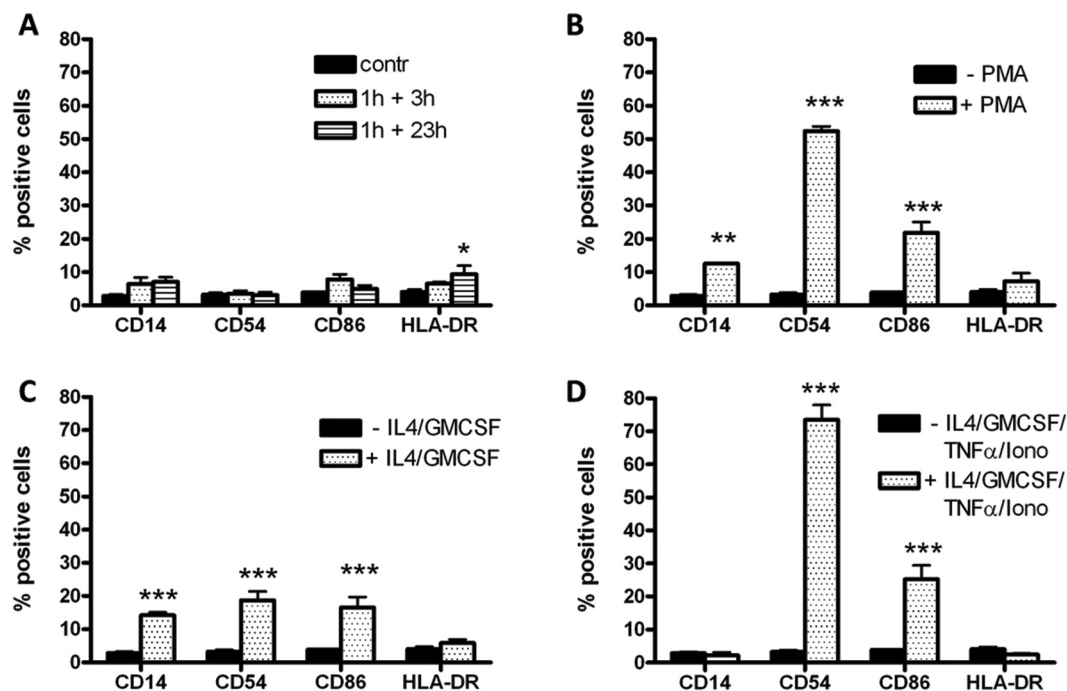 A
80
70
60
50
40
30
20
10
0
% positive cells
contr
1h + 3h
1h + 23h
*
CD14 CD54 CD86 HLA-DR
B
80
70
60
50
40
30
20
10
0
% positive cells
- PMA
+ PMA
**
***
***
CD14 CD54 CD86 HLA-DR
C
80
70
60
50
40
30
20
10
0
% positive cells
- IL4/GMCSF
+ IL4/GMCSF
***
***
***
CD14 CD54 CD86 HLA-DR
D
80
70
60
50
40
30
20
10
0
% positive cells
- IL4/GMCSF/
TNFα/Iono
+ IL4/GMCSF/
TNFα/Iono
***
***
CD14 CD54 CD86 HLA-DR